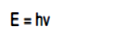 E = hv